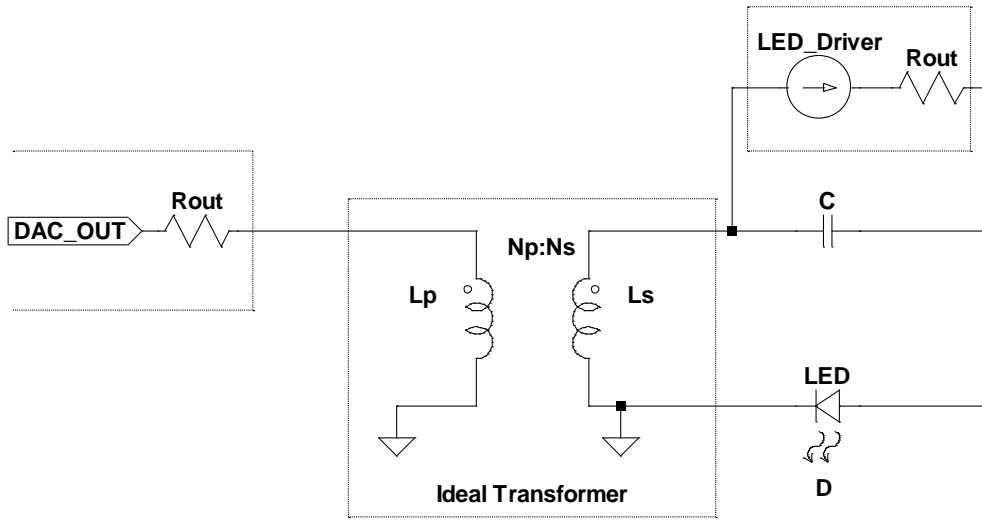 LED_Driver
Rout
Rout
DAC_OUT
C
Np:Ns
Lp
Ls
LED
D
Ideal Transformer